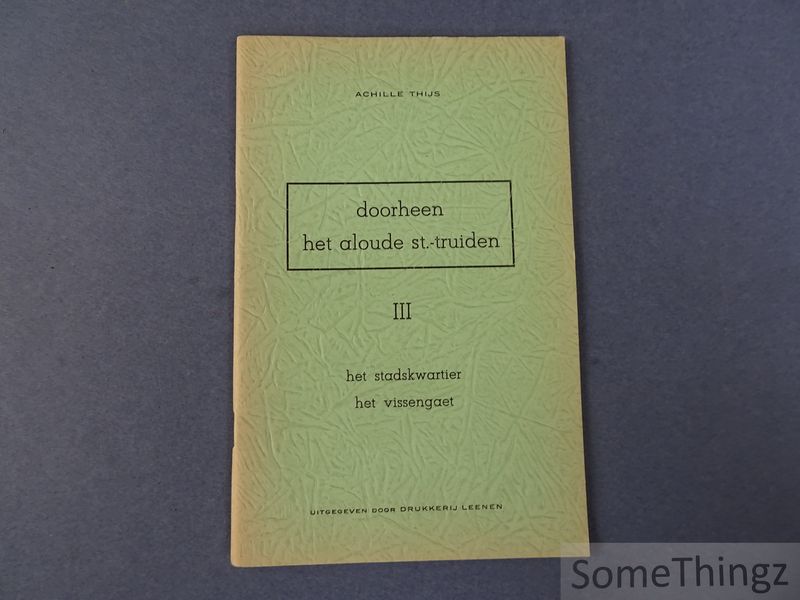 ACHILLE THIJS
doorheen
het aloude st.-truiden
III
het stadskwartier
het vissengaet
UITGEGEVEN DOOR DRUKKERIJ LEENEN
SomeThingz